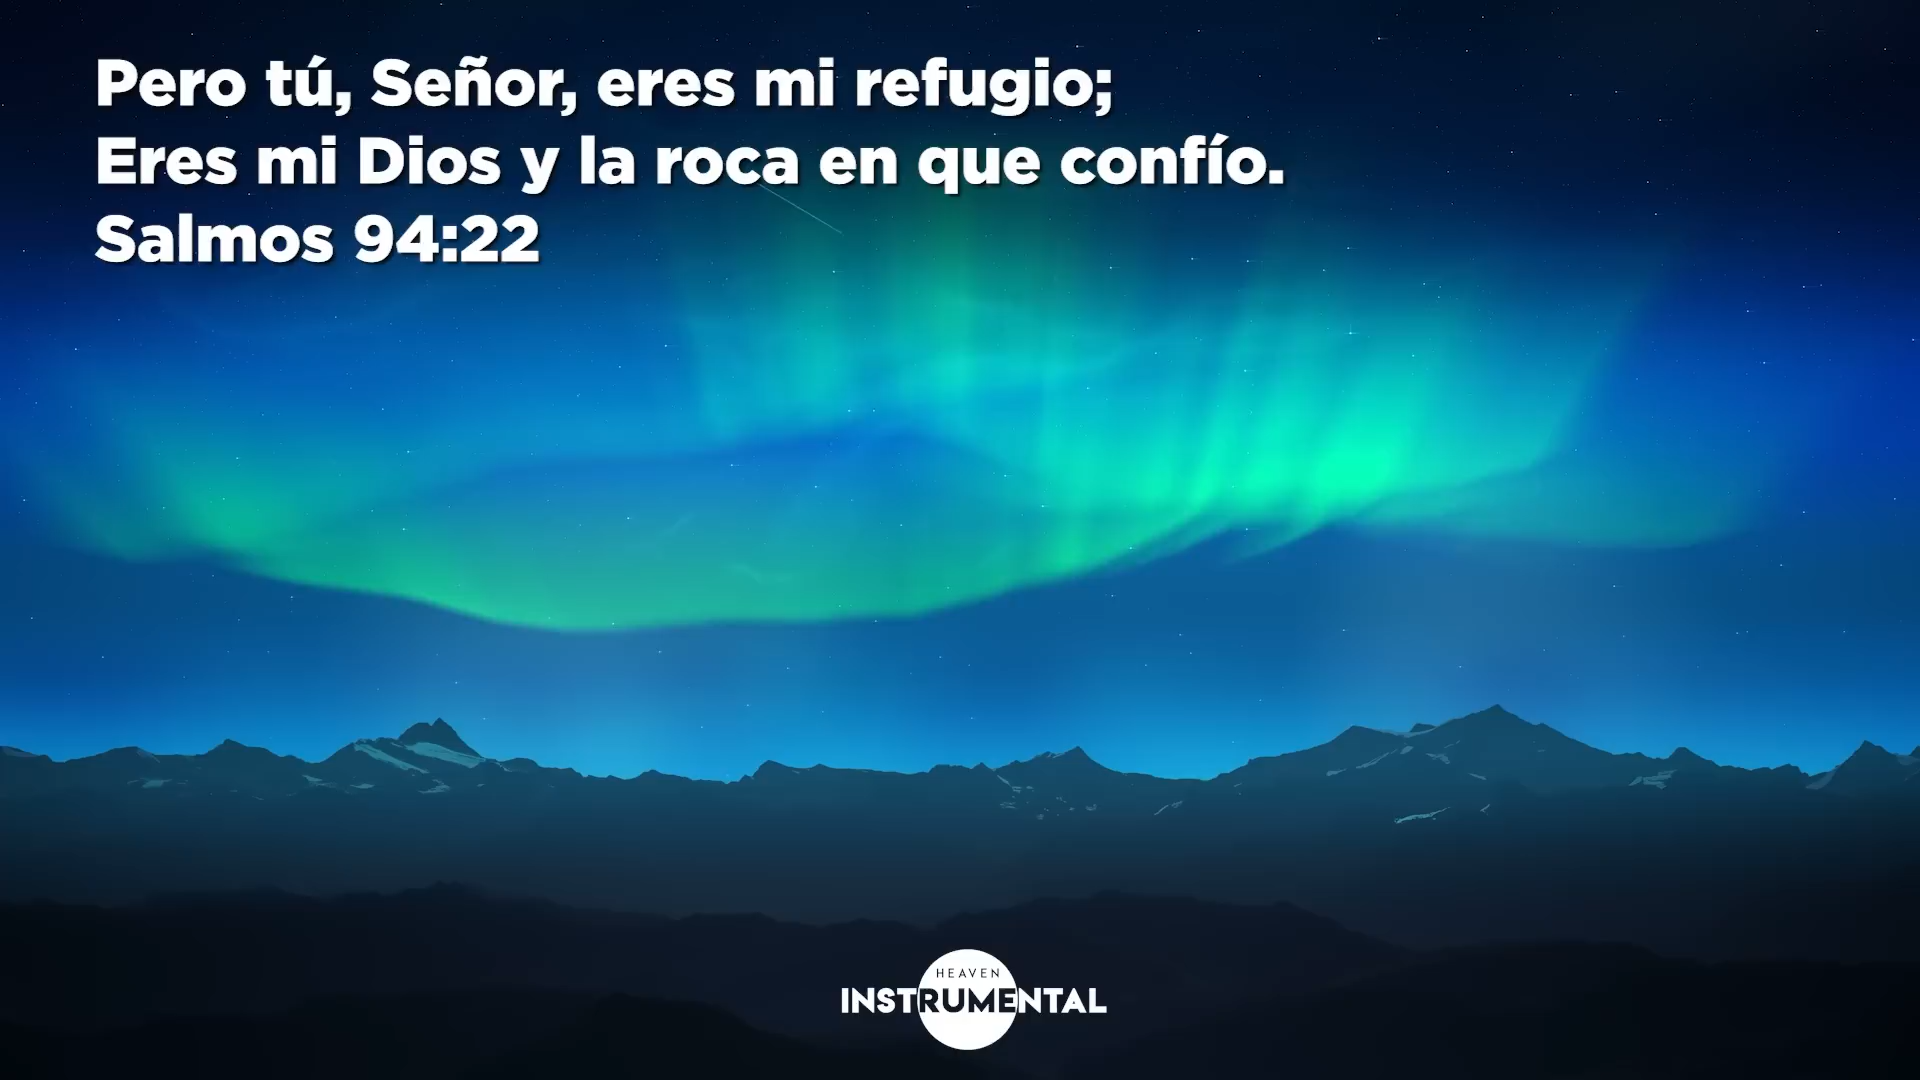 Pero tú, Señor, eres mi refugio;
Eres mi Dios y la roca en que confío.
Salmos 94:22
HEAVEN
INSTRUMENTAL